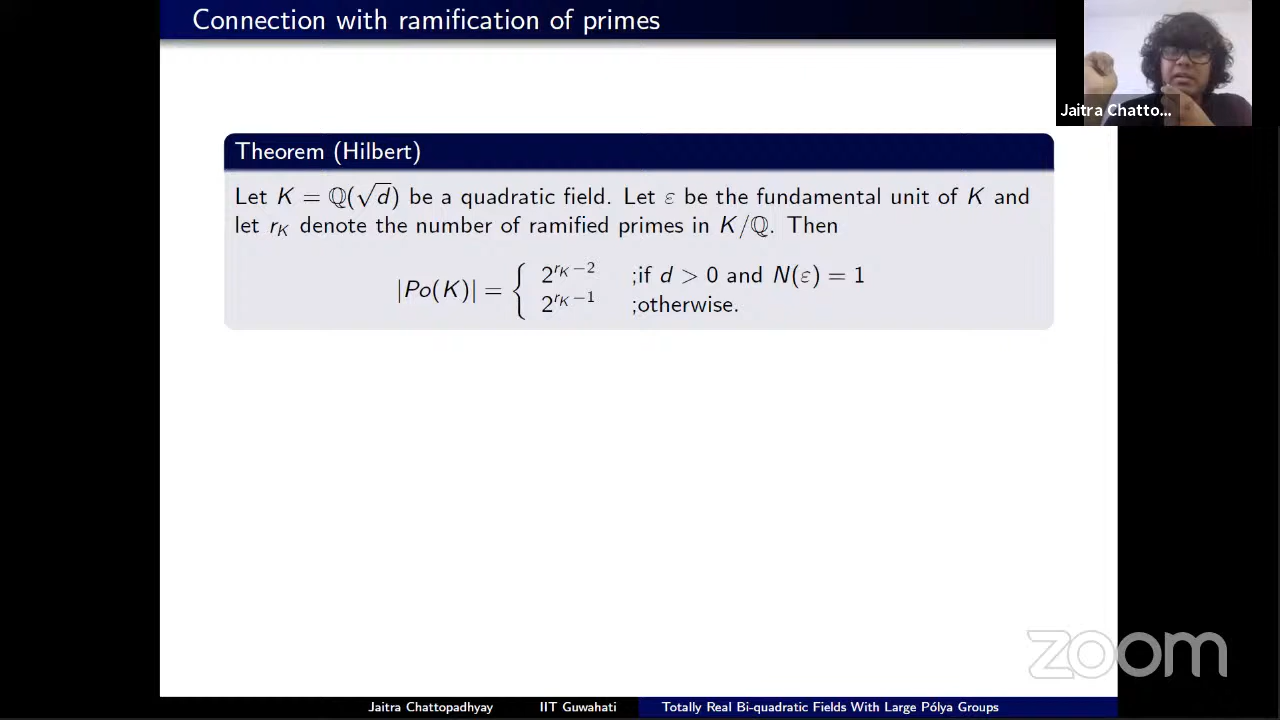 Connection with ramification of primes
Jaitra Chatto...
Theorem (Hilbert)
Let K = ℚ(√d) be a quadratic field. Let ε be the fundamental unit of K and
let r_K denote the number of ramified primes in K/ℚ. Then
|Po(K)| = { 2^{r_K−2} ;if d > 0 and N(ε) = 1
2^{r_K−1} ;otherwise.
zoom
Jaitra Chattopadhyay IIT Guwahati Totally Real Bi-quadratic Fields With Large Pólya Groups